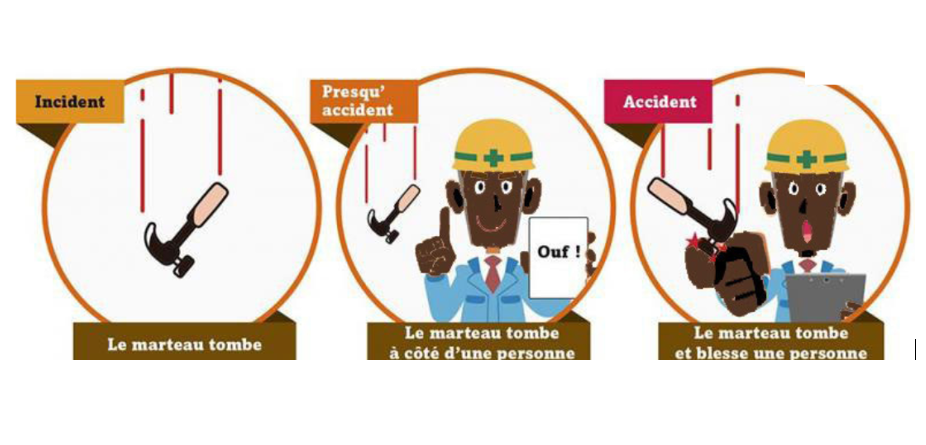 Incident
Le marteau tombe
Presqu'
accident
Ouf !
Le marteau tombe
à côté d'une personne
Accident
Le marteau tombe
et blesse une personne